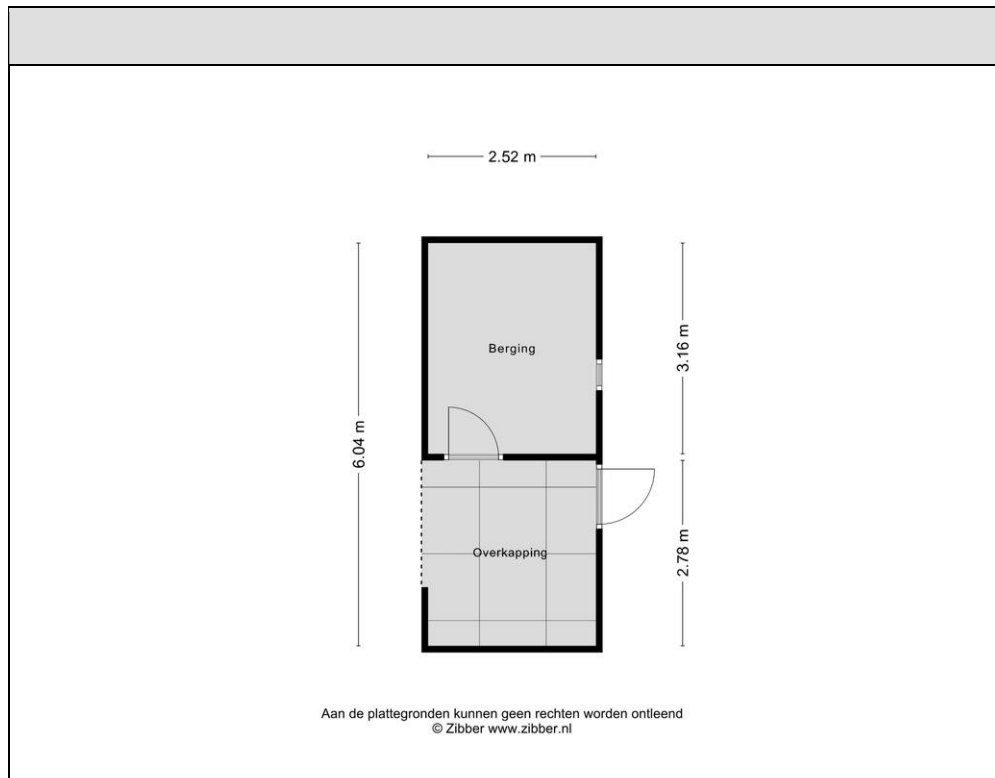 2.52 m
Berging
3.16 m
6.04 m
Overkapping
2.78 m
Aan de plattegronden kunnen geen rechten worden ontleend
© Zibber www.zibber.nl